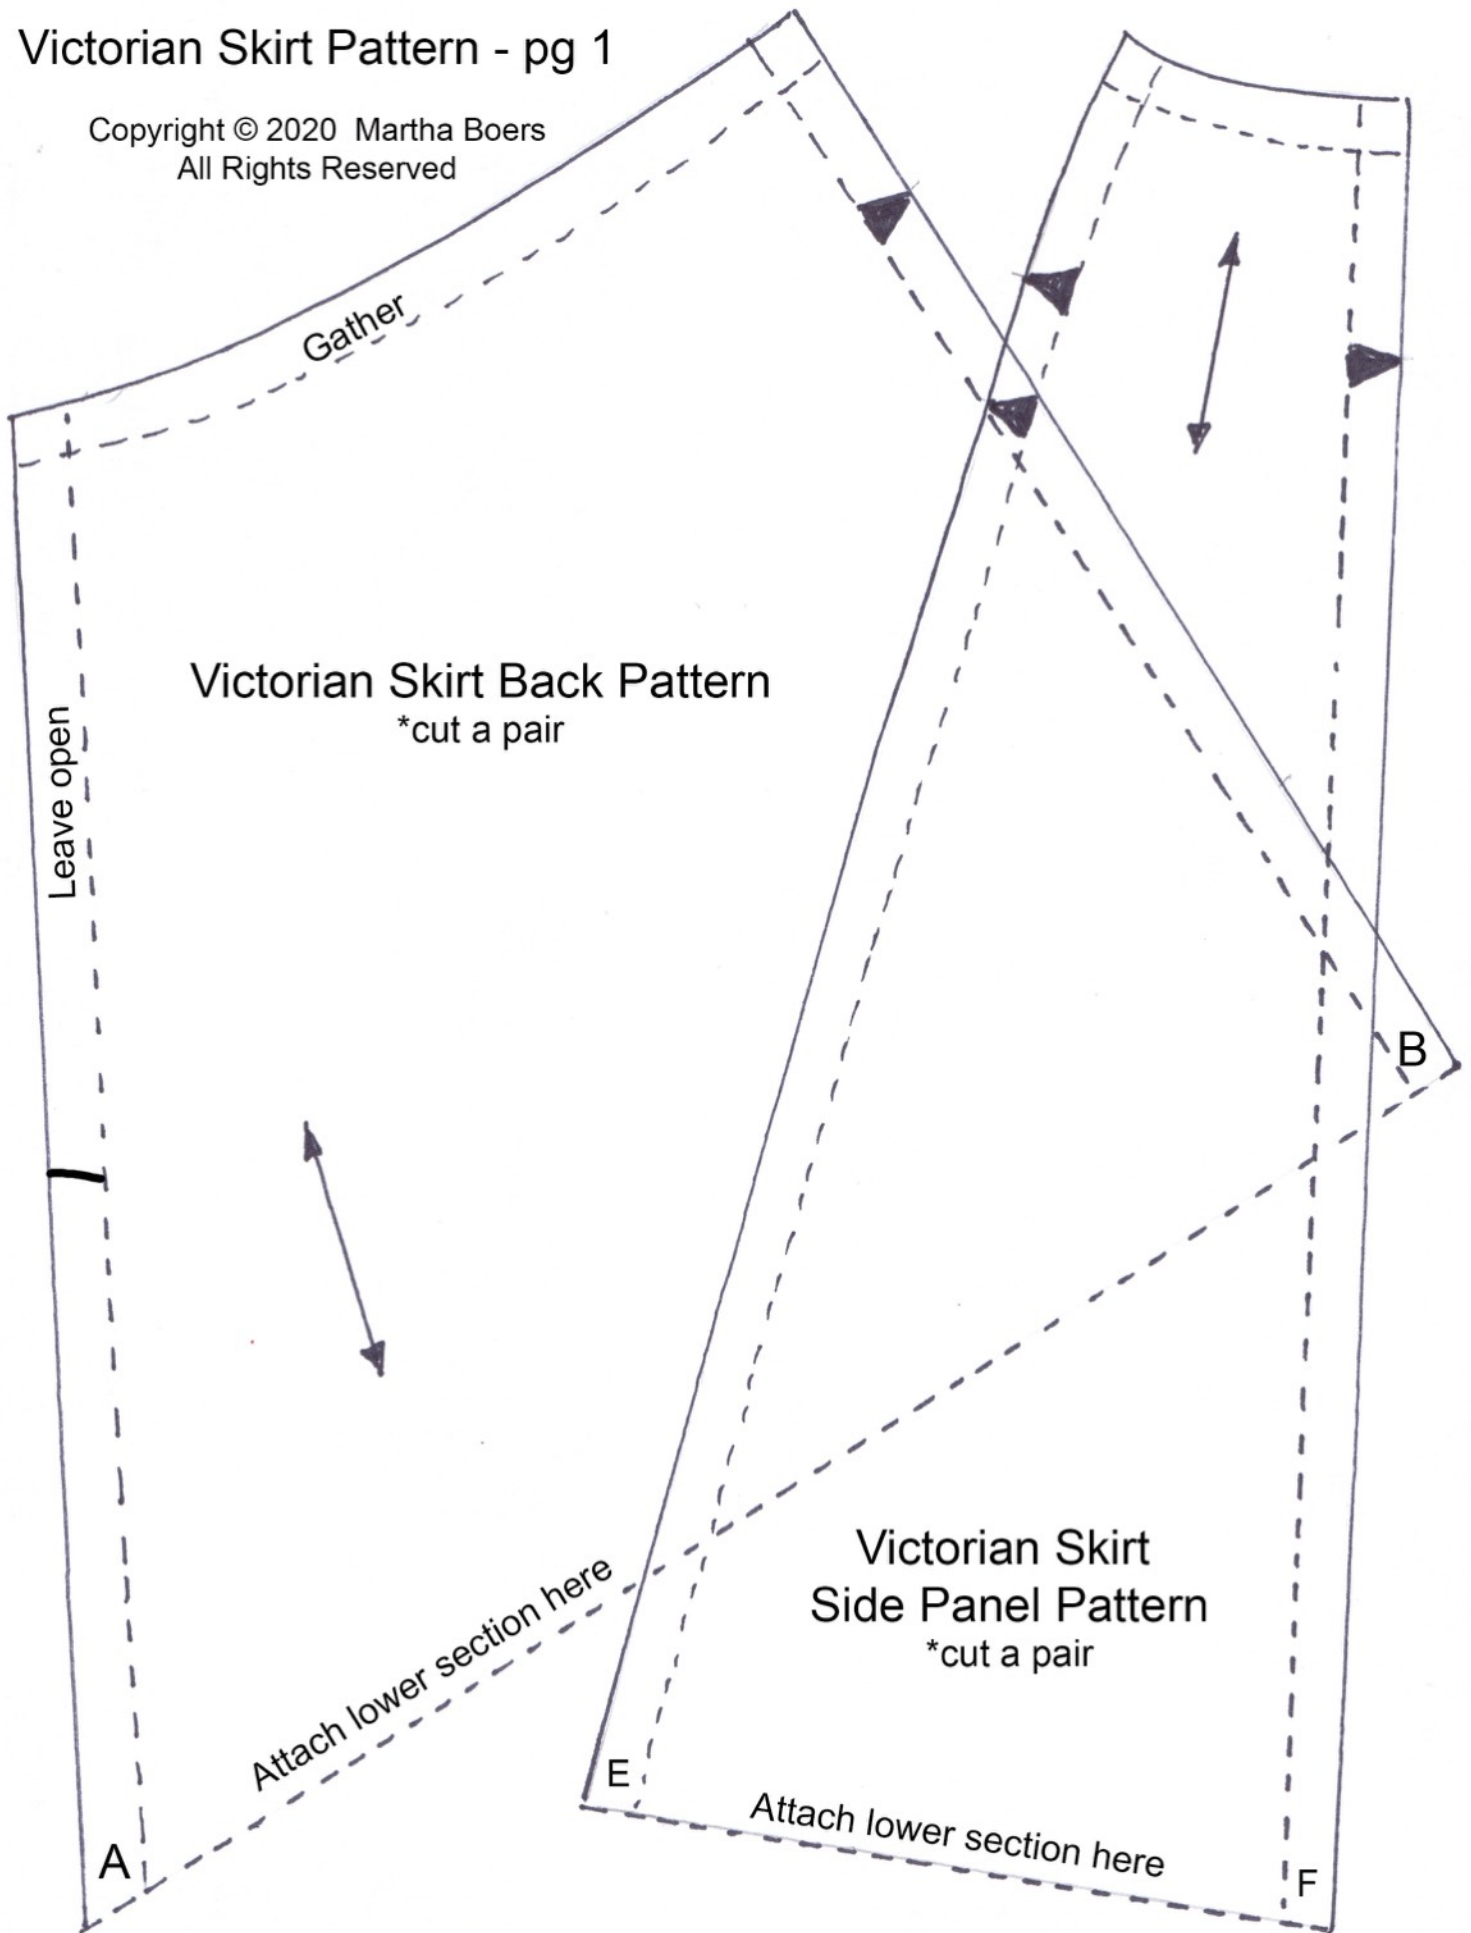 Victorian Skirt Pattern - pg 1
Copyright © 2020 Martha Boers
All Rights Reserved
Gather
Leave open
Victorian Skirt Back Pattern
*cut a pair
B
Attach lower section here
A
Victorian Skirt
Side Panel Pattern
*cut a pair
E
Attach lower section here
F